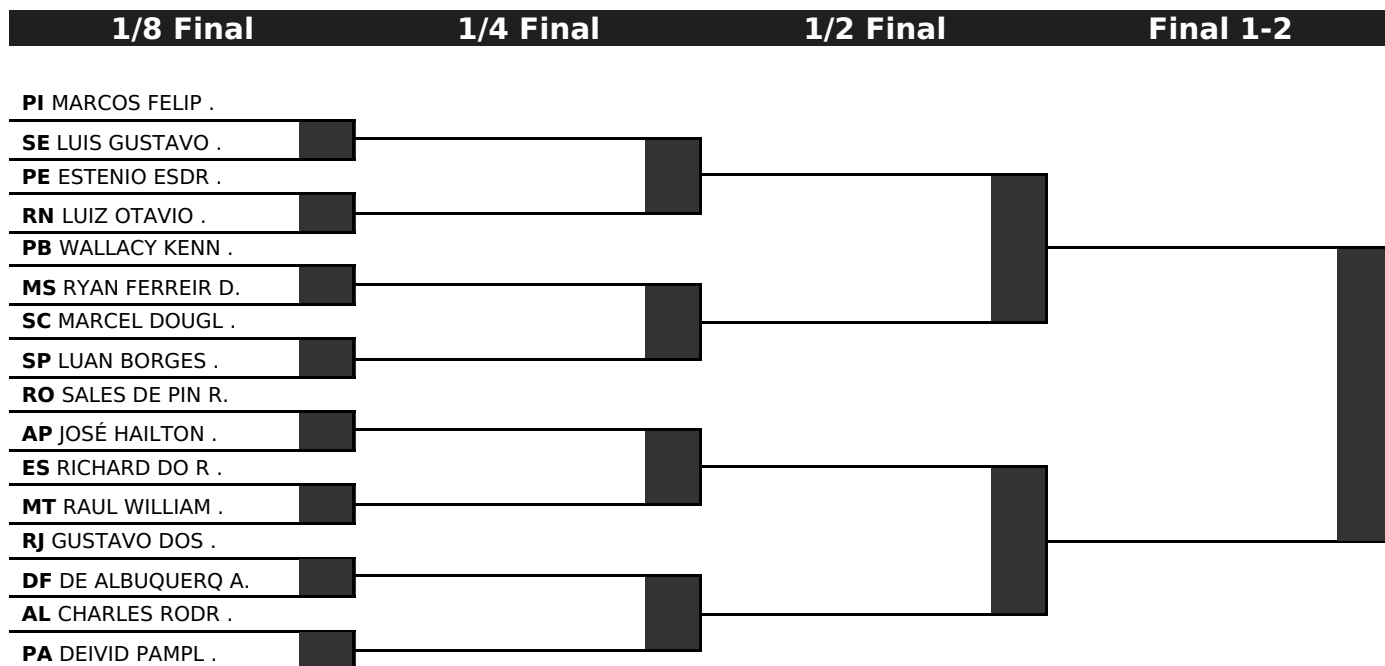 1/8 Final 1/4 Final 1/2 Final Final 1-2
PI MARCOS FELIP .
SE LUIS GUSTAVO .
PE ESTENIO ESDR .
RN LUIZ OTAVIO .
PB WALLACY KENN .
MS RYAN FERREIR D.
SC MARCEL DOUGL .
SP LUAN BORGES .
RO SALES DE PIN R.
AP JOSÉ HAILTON .
ES RICHARD DO R .
MT RAUL WILLIAM .
RJ GUSTAVO DOS .
DF DE ALBUQUERQ A.
AL CHARLES RODR .
PA DEIVID PAMPL .